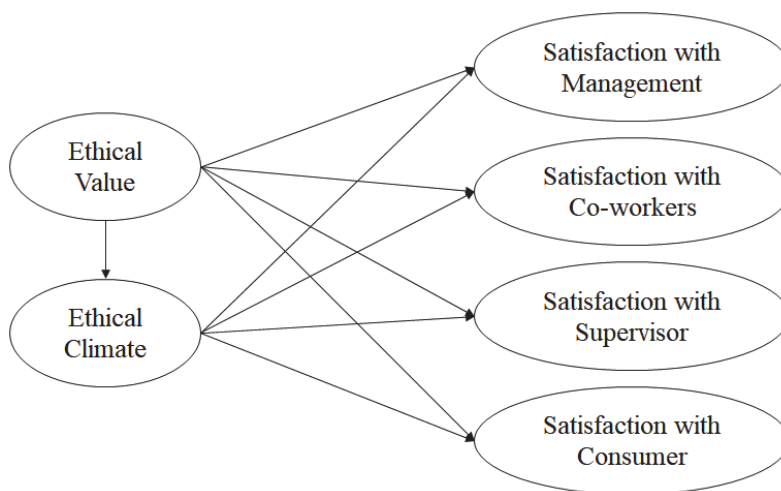 Ethical
Value
Ethical
Climate
Satisfaction with
Management
Satisfaction with
Co-workers
Satisfaction with
Supervisor
Satisfaction with
Consumer